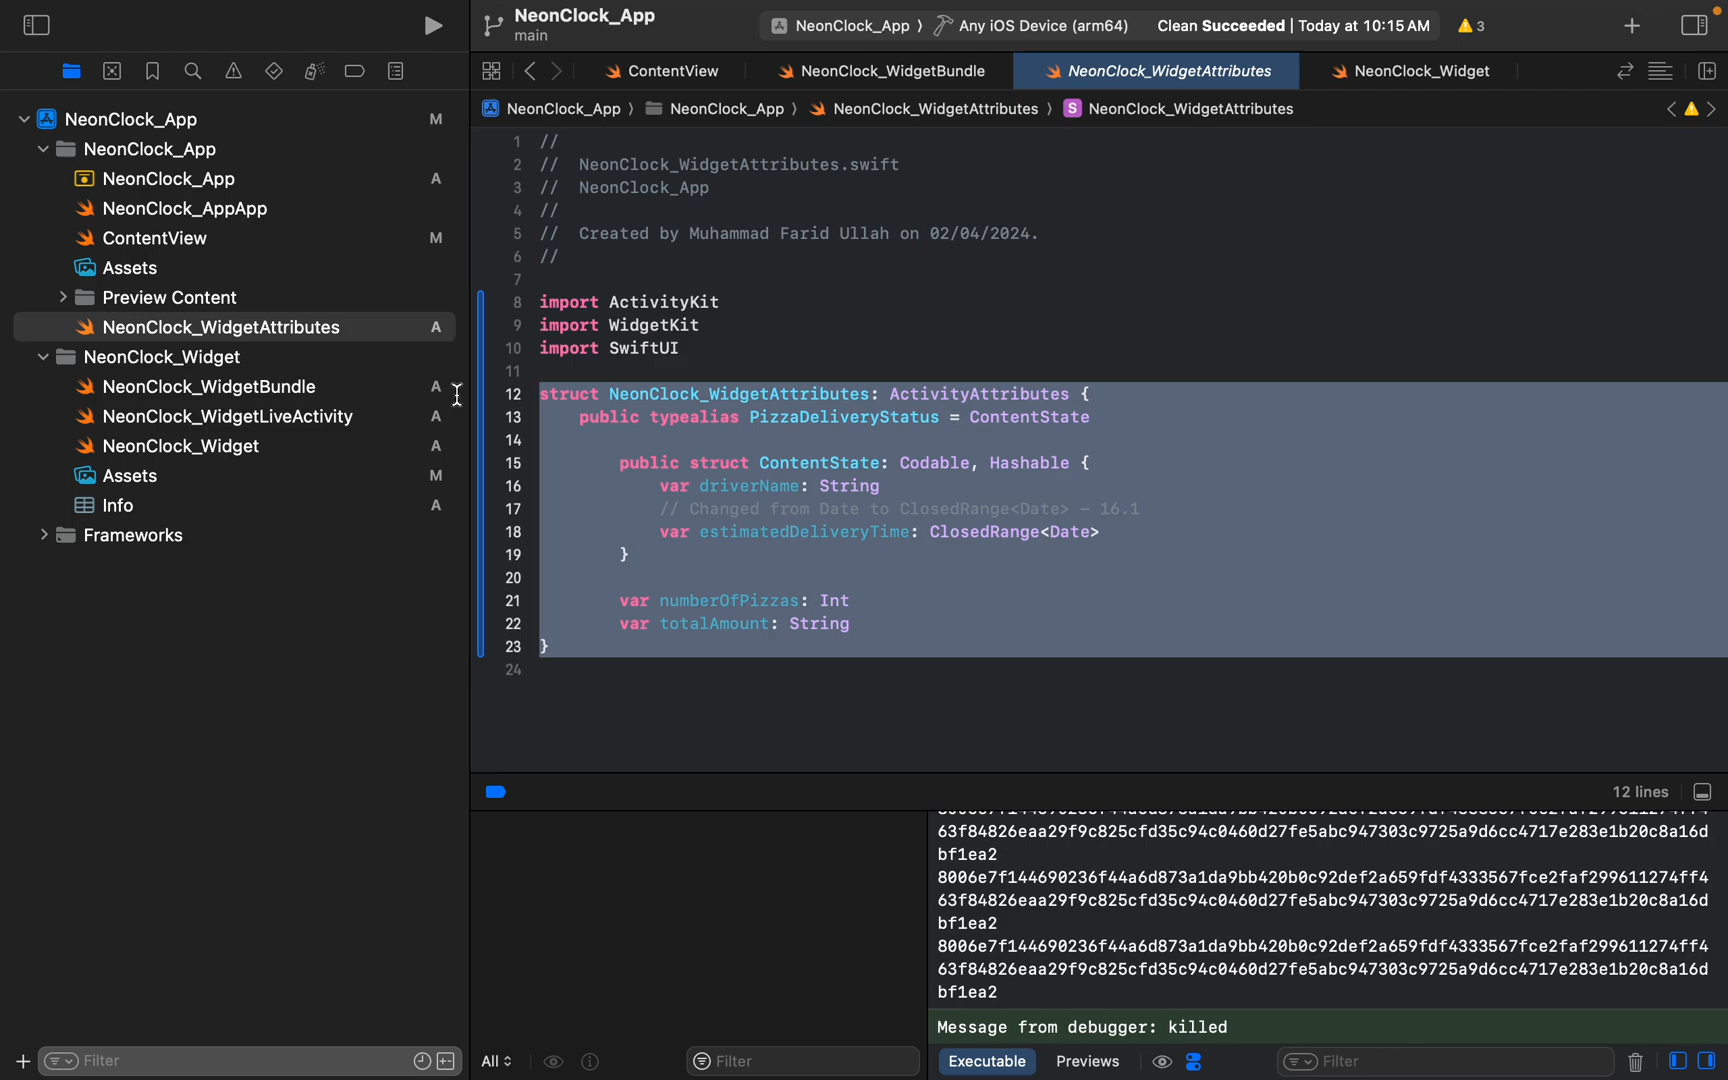 NeonClock_App
main
NeonClock_App
Any iOS Device (arm64)
Clean Succeeded | Today at 10:15 AM
3
ContentView
NeonClock_WidgetBundle
NeonClock_WidgetAttributes
NeonClock_Widget
NeonClock_App
NeonClock_App
NeonClock_WidgetAttributes
S NeonClock_WidgetAttributes
NeonClock_App M
NeonClock_App
NeonClock_App A
NeonClock_AppApp
ContentView M
Assets
Preview Content
NeonClock_WidgetAttributes A
NeonClock_Widget
NeonClock_WidgetBundle A
NeonClock_WidgetLiveActivity A
NeonClock_Widget A
Assets M
Info A
Frameworks
Filter
1 //
2 //  NeonClock_WidgetAttributes.swift
3 //  NeonClock_App
4 //
5 //  Created by Muhammad Farid Ullah on 02/04/2024.
6 //
7
8 import ActivityKit
9 import WidgetKit
10 import SwiftUI
11
12 struct NeonClock_WidgetAttributes: ActivityAttributes {
13     public typealias PizzaDeliveryStatus = ContentState
14
15         public struct ContentState: Codable, Hashable {
16             var driverName: String
17             // Changed from Date to ClosedRange<Date> - 16.1
18             var estimatedDeliveryTime: ClosedRange<Date>
19         }
20
21         var numberOfPizzas: Int
22         var totalAmount: String
23 }
24
12 lines
63f84826eaa29f9c825cfd35c94c0460d27fe5abc947303c9725a9d6cc4717e283e1b20c8a16d
bf1ea2
8006e7f144690236f44a6d873a1da9bb420b0c92def2a659fdf4333567fce2faf299611274ff4
63f84826eaa29f9c825cfd35c94c0460d27fe5abc947303c9725a9d6cc4717e283e1b20c8a16d
bf1ea2
8006e7f144690236f44a6d873a1da9bb420b0c92def2a659fdf4333567fce2faf299611274ff4
63f84826eaa29f9c825cfd35c94c0460d27fe5abc947303c9725a9d6cc4717e283e1b20c8a16d
bf1ea2
Message from debugger: killed
All
Filter
Executable
Previews
Filter